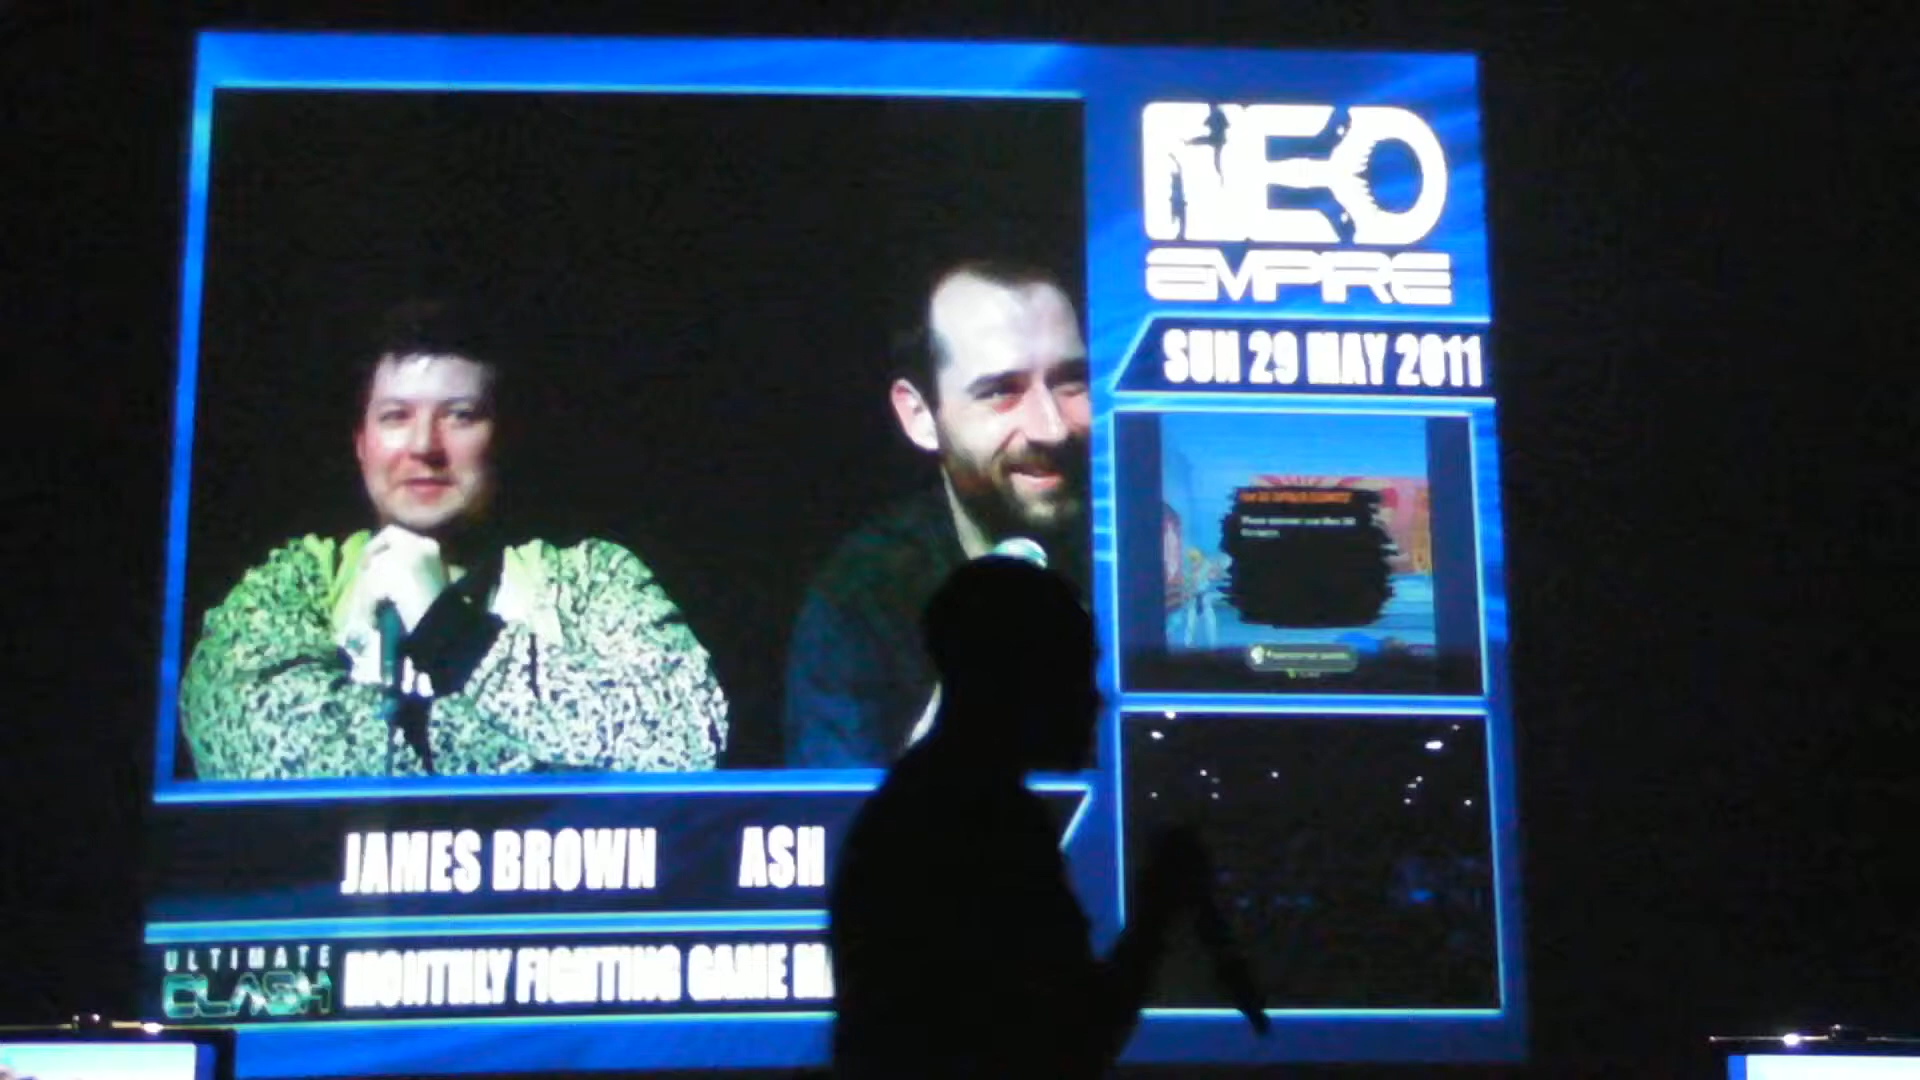 NEO
EMPIRE
SUN 29 MAY 2011
JAMES BROWN ASH
ULTIMATE
CLASH
MONTHLY FIGHTING GAME